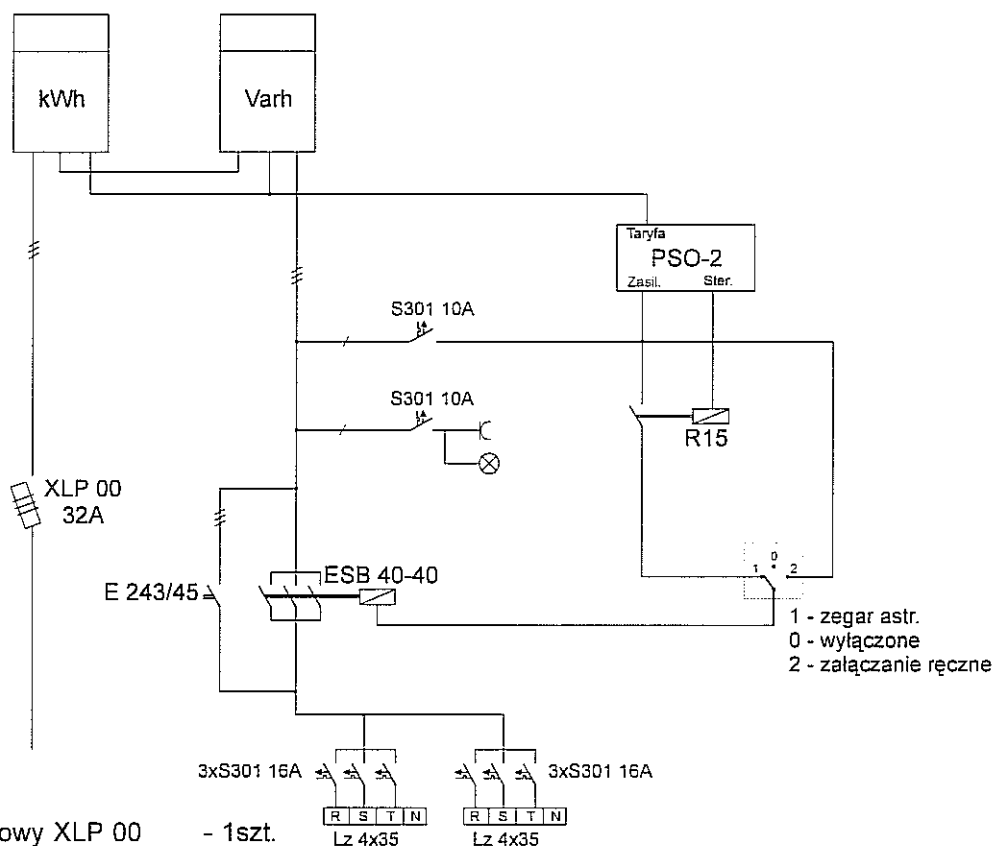 kWh
Varh
Taryfa
PSO-2
Zasil. Ster.
S301 10A
S301 10A
R15
XLP 00
32A
E 243/45
ESB 40-40
0
1 2
1 - zegar astr.
0 - wyłączone
2 - załączanie ręczne
3xS301 16A
3xS301 16A
R S T N
R S T N
Lz 4x35
Lz 4x35
owy XLP 00 - 1szt.